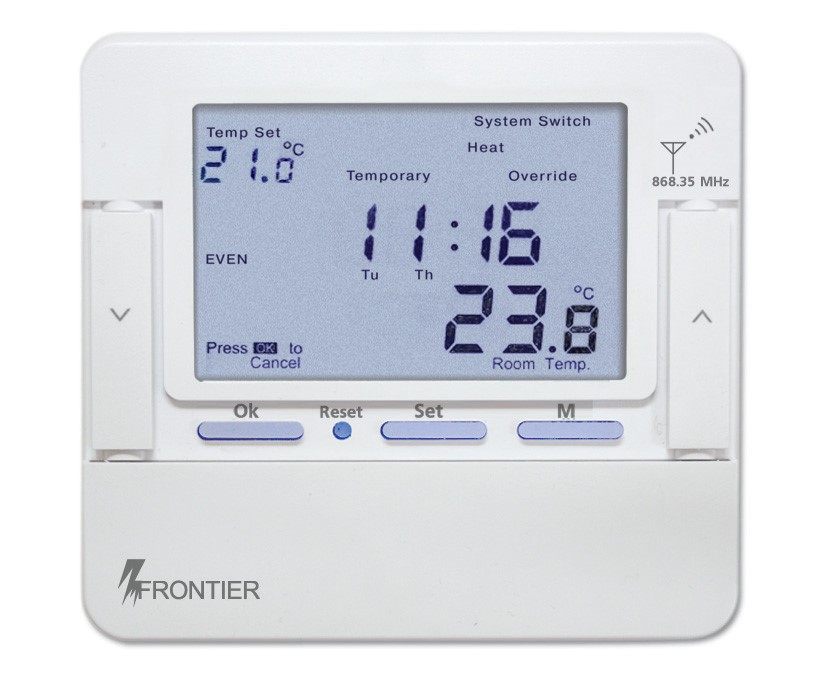 System Switch
Temp Set
21.0 °C
Heat
Temporary Override
868.35 MHz
11:16
EVEN
Tu Th
23.8 °C
Press OK to
Cancel
Room Temp.
Ok Reset Set M
FRONTIER